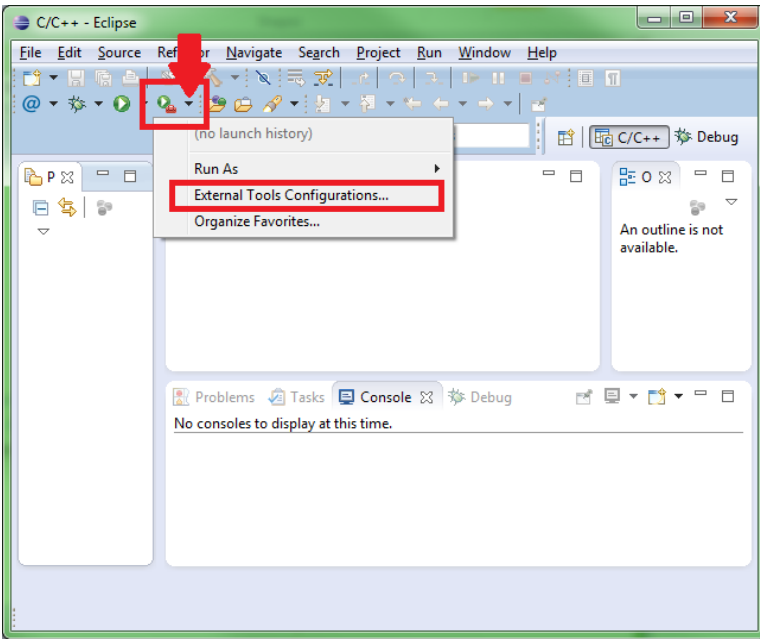 C/C++ - Eclipse
File Edit Source Refactor Navigate Search Project Run Window Help
(no launch history)
C/C++ Debug
Run As
P
O
External Tools Configurations...
Organize Favorites...
An outline is not
available.
Problems Tasks Console Debug
No consoles to display at this time.